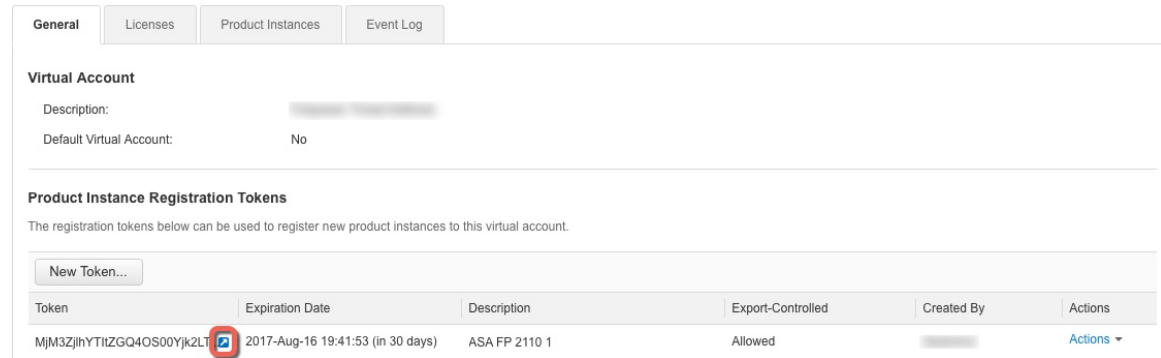 General Licenses Product Instances Event Log
Virtual Account
Description:
Default Virtual Account: No
Product Instance Registration Tokens
The registration tokens below can be used to register new product instances to this virtual account.
New Token...
Token Expiration Date Description Export-Controlled Created By Actions
MjM3ZjlhYTItZGQ4OS00Yjk2LT 2017-Aug-16 19:41:53 (in 30 days) ASA FP 2110 1 Allowed Actions